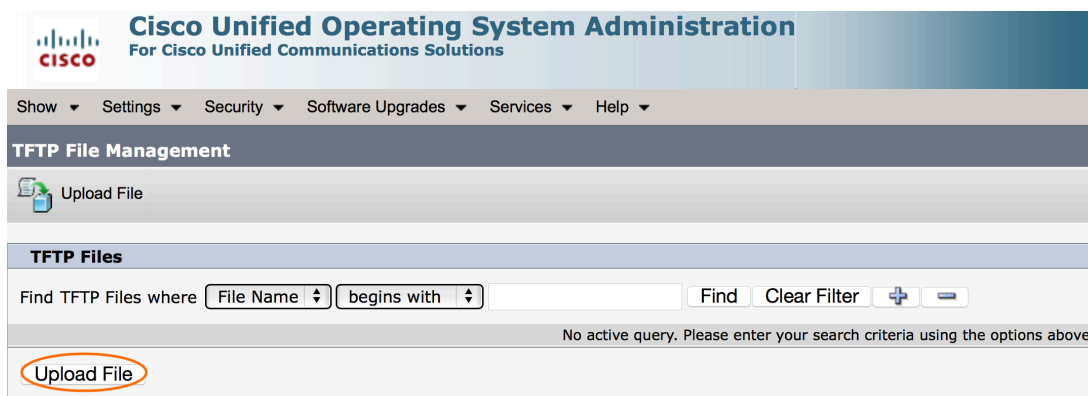 Cisco Unified Operating System Administration
CISCO For Cisco Unified Communications Solutions
Show Settings Security Software Upgrades Services Help
TFTP File Management
Upload File
TFTP Files
Find TFTP Files where File Name begins with Find Clear Filter
No active query. Please enter your search criteria using the options above
Upload File